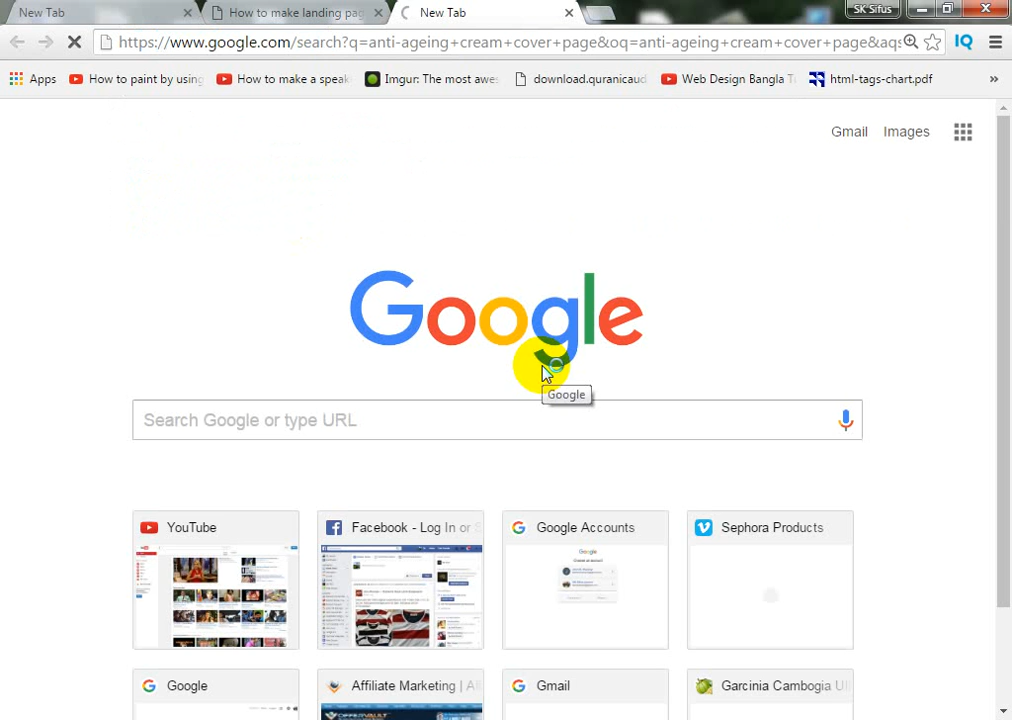 New Tab
How to make landing pag
New Tab
SK Sifus
https://www.google.com/search?q=anti-ageing+cream+cover+page&oq=anti-ageing+cream+cover+page&aqs
IQ
Apps
How to paint by using
How to make a speak
Imgur: The most awes
download.quranicaud
Web Design Bangla T
html-tags-chart.pdf
»
Gmail
Images
Google
Google
Search Google or type URL
YouTube
Facebook - Log In or S
Google Accounts
Sephora Products
Google
Affiliate Marketing | A
Gmail
Garcinia Cambogia Ul